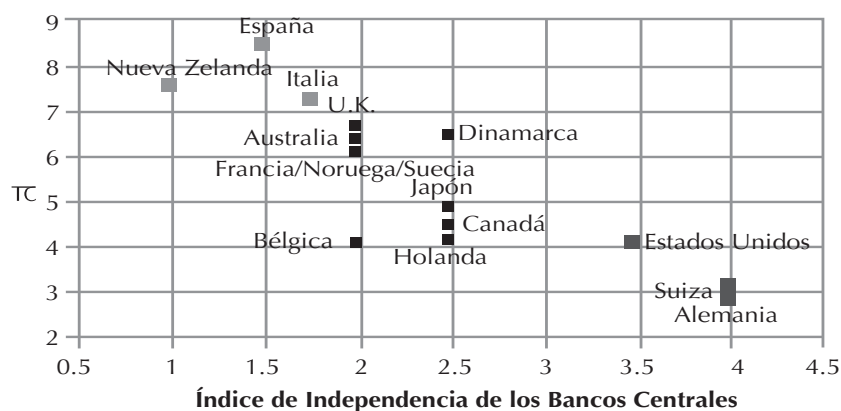 9
España
8
Nueva Zelanda
Italia
7
U.K.
Australia
Dinamarca
6
Francia/Noruega/Suecia
Japón
5
Canadá
4
Bélgica
Estados Unidos
Holanda
3
Suiza
Alemania
2
0.5 1 1.5 2 2.5 3 3.5 4 4.5
Índice de Independencia de los Bancos Centrales